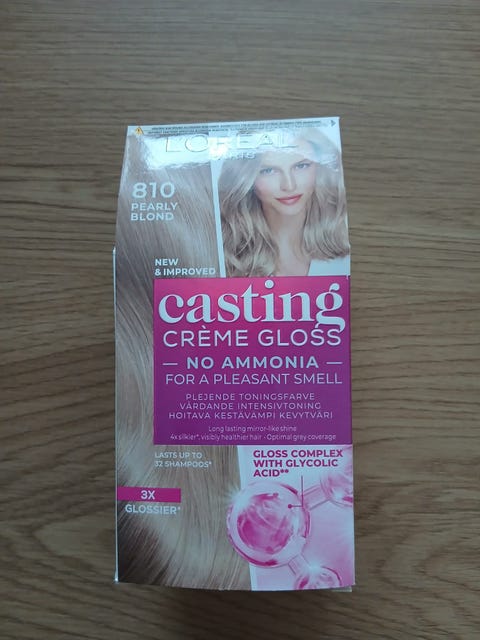 L'ORÉAL
PARIS
810
PEARLY
BLOND
NEW
& IMPROVED
casting
CRÈME GLOSS
— NO AMMONIA —
FOR A PLEASANT SMELL
PLEJENDE TONINGSFARVE
VÅRDANDE INTENSIVTONING
HOITAVA KESTÄVÄMPI KEVYTVÄRI
Long lasting mirror-like shine
4x silkier*, visibly healthier hair • Optimal grey coverage
LASTS UP TO
32 SHAMPOOS*
GLOSS COMPLEX
WITH GLYCOLIC
ACID**
3X
GLOSSIER*